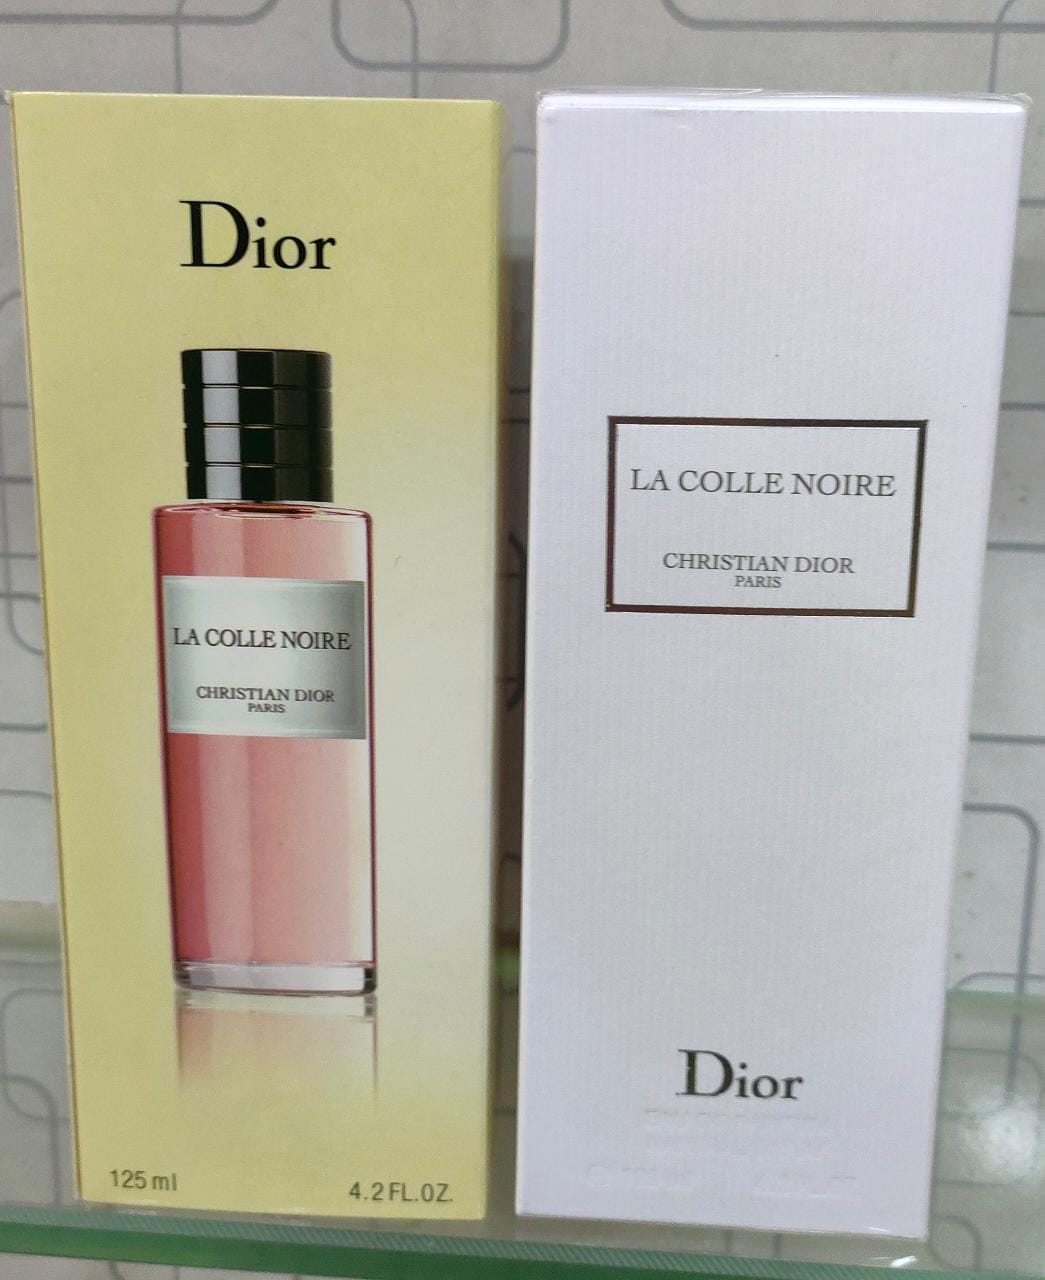 Dior
LA COLLE NOIRE
CHRISTIAN DIOR
PARIS
125 ml
4.2 FL.OZ.
LA COLLE NOIRE
CHRISTIAN DIOR
PARIS
Dior